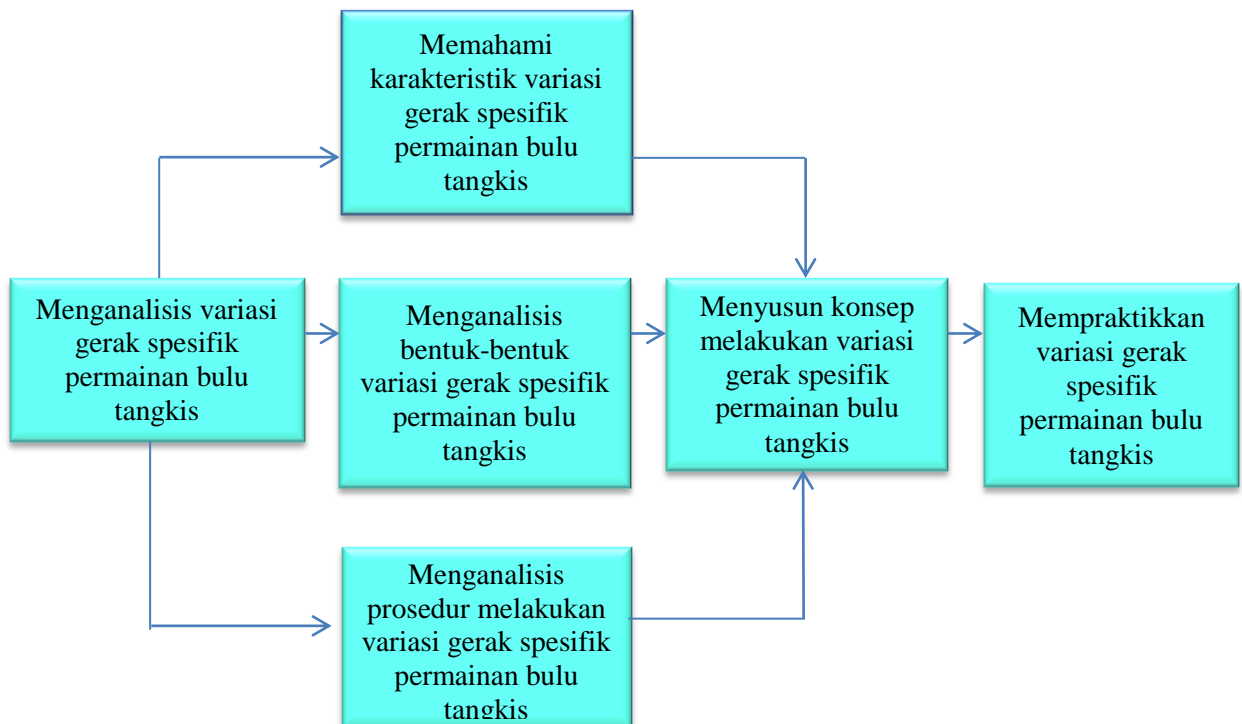 Memahami
karakteristik variasi
gerak spesifik
permainan bulu
tangkis
Menganalisis variasi
gerak spesifik
permainan bulu
tangkis
Menganalisis
bentuk-bentuk
variasi gerak spesifik
permainan bulu
tangkis
Menyusun konsep
melakukan variasi
gerak spesifik
permainan bulu
tangkis
Mempraktikkan
variasi gerak
spesifik
permainan bulu
tangkis
Menganalisis
prosedur melakukan
variasi gerak spesifik
permainan bulu
tangkis